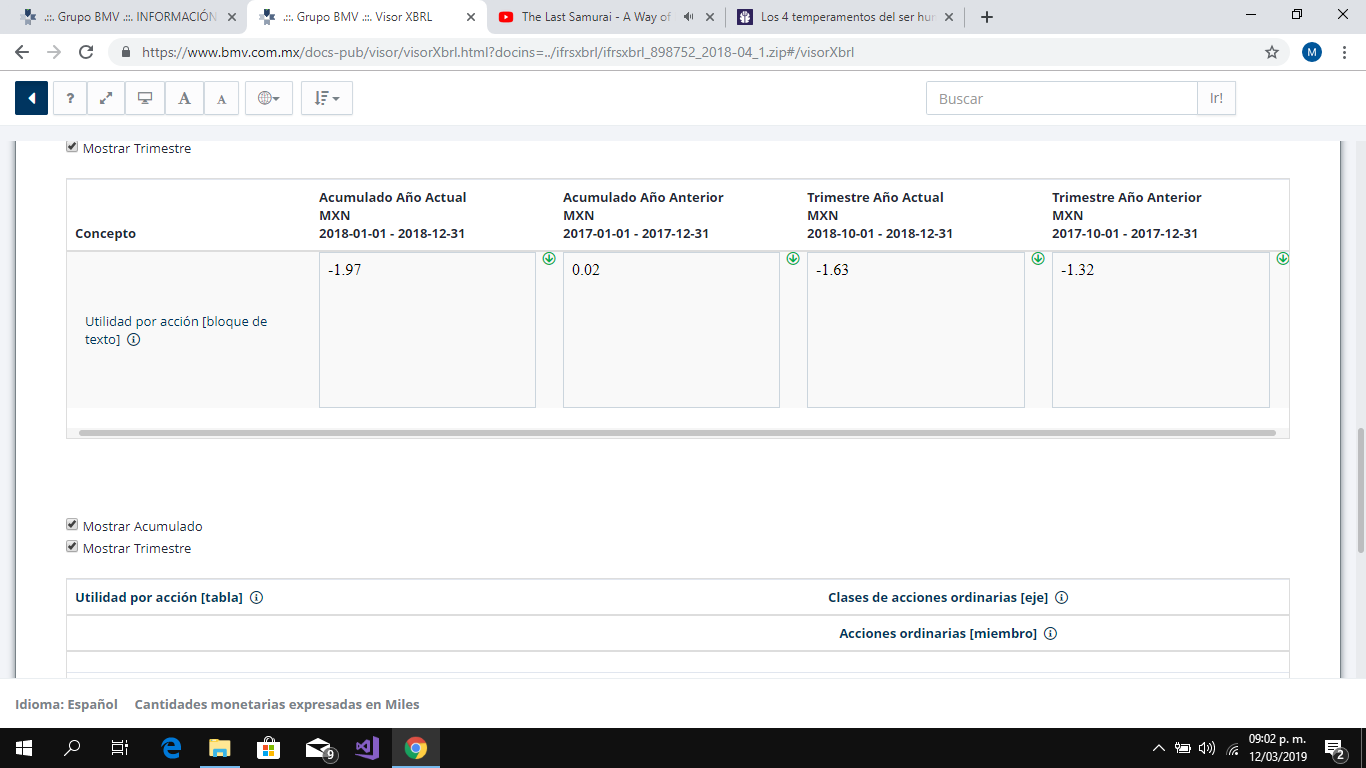 .::. Grupo BMV .::. INFORMACIÓN
.::. Grupo BMV .::. Visor XBRL
The Last Samurai - A Way of
Los 4 temperamentos del ser hu
https://www.bmv.com.mx/docs-pub/visor/visorXbrl.html?docins=../ifrsxbrl/ifrsxbrl_898752_2018-04_1.zip#/visorXbrl
M
? A A Buscar Ir!
Mostrar Trimestre
Concepto
Acumulado Año Actual
MXN
2018-01-01 - 2018-12-31
Acumulado Año Anterior
MXN
2017-01-01 - 2017-12-31
Trimestre Año Actual
MXN
2018-10-01 - 2018-12-31
Trimestre Año Anterior
MXN
2017-10-01 - 2017-12-31
Utilidad por acción [bloque de
texto]
-1.97
0.02
-1.63
-1.32
Mostrar Acumulado
Mostrar Trimestre
Utilidad por acción [tabla]
Clases de acciones ordinarias [eje]
Acciones ordinarias [miembro]
Idioma: Español Cantidades monetarias expresadas en Miles
9
09:02 p. m.
12/03/2019
2